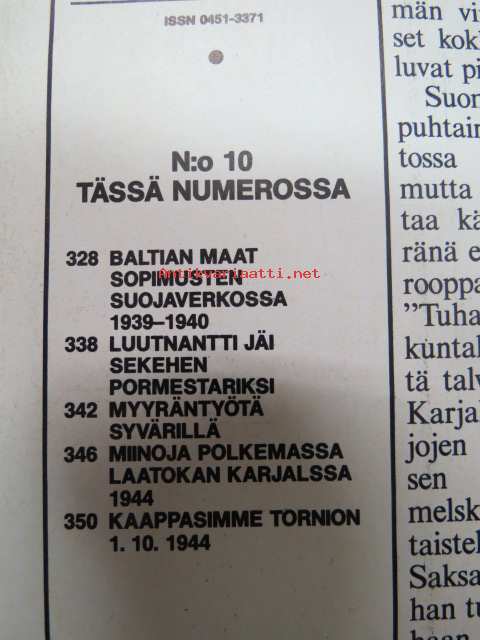 ISSN 0451-3371
N:o 10
TÄSSÄ NUMEROSSA
328 BALTIAN MAAT
SOPIMUSTEN
Antikvariaatti.net
SUOJAVERKOSSA
1939–1940
338 LUUTNANTTI JÄI
SEKEHEN
PORMESTARIKSI
342 MYYRÄNTYÖTÄ
SYVÄRILLÄ
346 MIINOJA POLKEMASSA
LAATOKAN KARJALSSA
1944
350 KAAPPASIMME TORNION
1. 10. 1944
män vi
set kokl
luvat pi
Suon
puhtain
tossa
mutta
taa kä
ränä e
rooppa
”Tuha
kuntal
tä talv
Karjal
jojen
sen
melsk
taistel
Saksa
han tu
haan